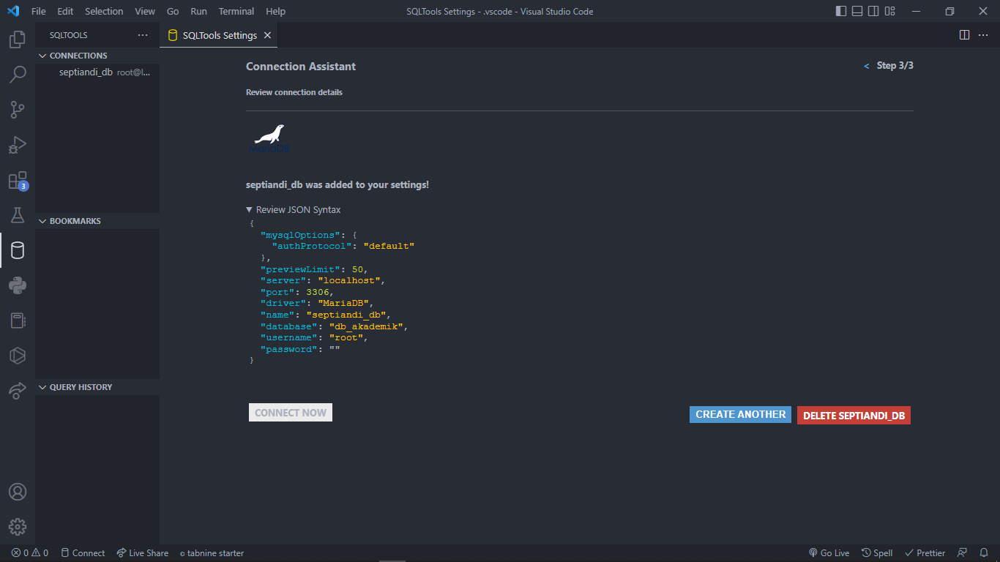 File Edit Selection View Go Run Terminal Help
SQLTools Settings - .vscode - Visual Studio Code
SQLTOOLS
SQLTools Settings
CONNECTIONS
septiandi_db root@l...
BOOKMARKS
QUERY HISTORY
3
Connection Assistant
< Step 3/3
Review connection details
MariaDB
septiandi_db was added to your settings!
Review JSON Syntax
{
"mysqlOptions": {
"authProtocol": "default"
},
"previewLimit": 50,
"server": "localhost",
"port": 3306,
"driver": "MariaDB",
"name": "septiandi_db",
"database": "db_akademik",
"username": "root",
"password": ""
}
CONNECT NOW
CREATE ANOTHER
DELETE SEPTIANDI_DB
0 0 Connect Live Share tabnine starter
Go Live Spell Prettier